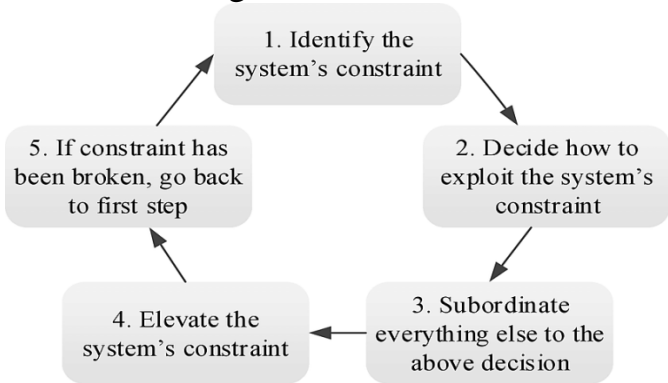 1. Identify the
system's constraint
2. Decide how to
exploit the system's
constraint
3. Subordinate
everything else to the
above decision
4. Elevate the
system's constraint
5. If constraint has
been broken, go back
to first step